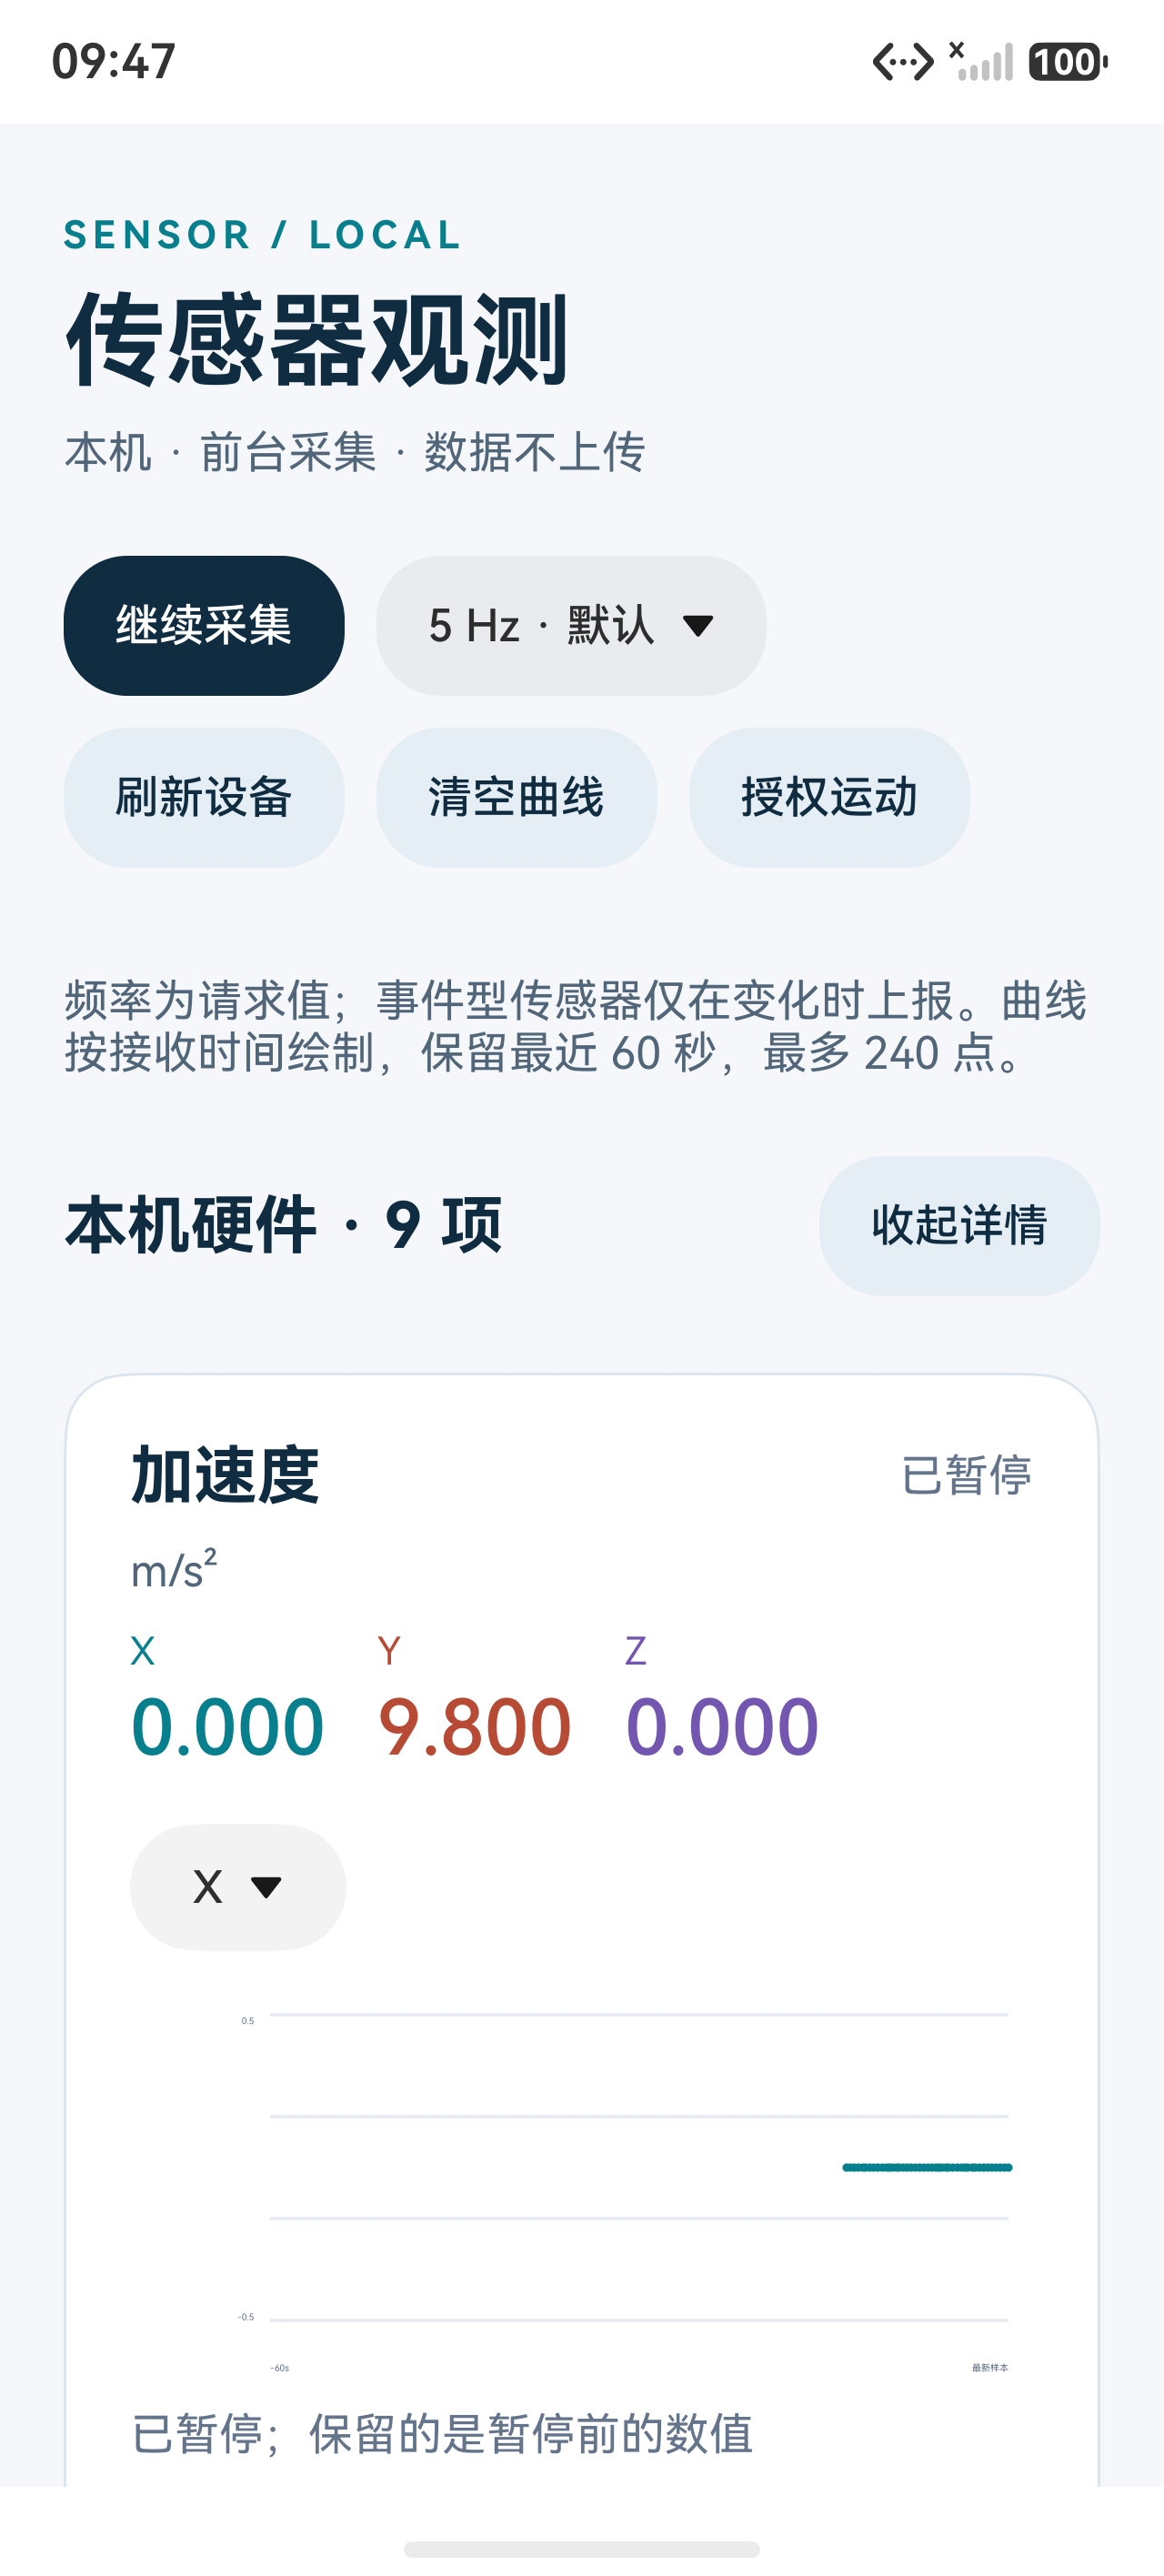 09:47
100
SENSOR / LOCAL
传感器观测
本机 · 前台采集 · 数据不上传
继续采集
5 Hz · 默认
刷新设备
清空曲线
授权运动
频率为请求值；事件型传感器仅在变化时上报。曲线
按接收时间绘制，保留最近 60 秒，最多 240 点。
本机硬件 · 9 项
收起详情
加速度
已暂停
m/s²
X Y Z
0.000 9.800 0.000
X
0.5
-0.5
-60s
最新样本
已暂停；保留的是暂停前的数值